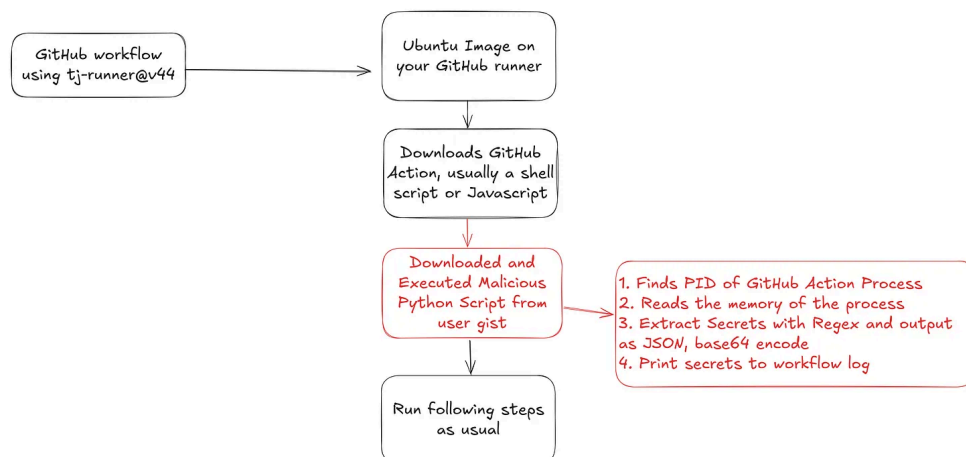 GitHub workflow
using tj-runner@v44
Ubuntu Image on
your GitHub runner
Downloads GitHub
Action, usually a shell
script or Javascript
Downloaded and
Executed Malicious
Python Script from
user gist
1. Finds PID of GitHub Action Process
2. Reads the memory of the process
3. Extract Secrets with Regex and output
as JSON, base64 encode
4. Print secrets to workflow log
Run following steps
as usual